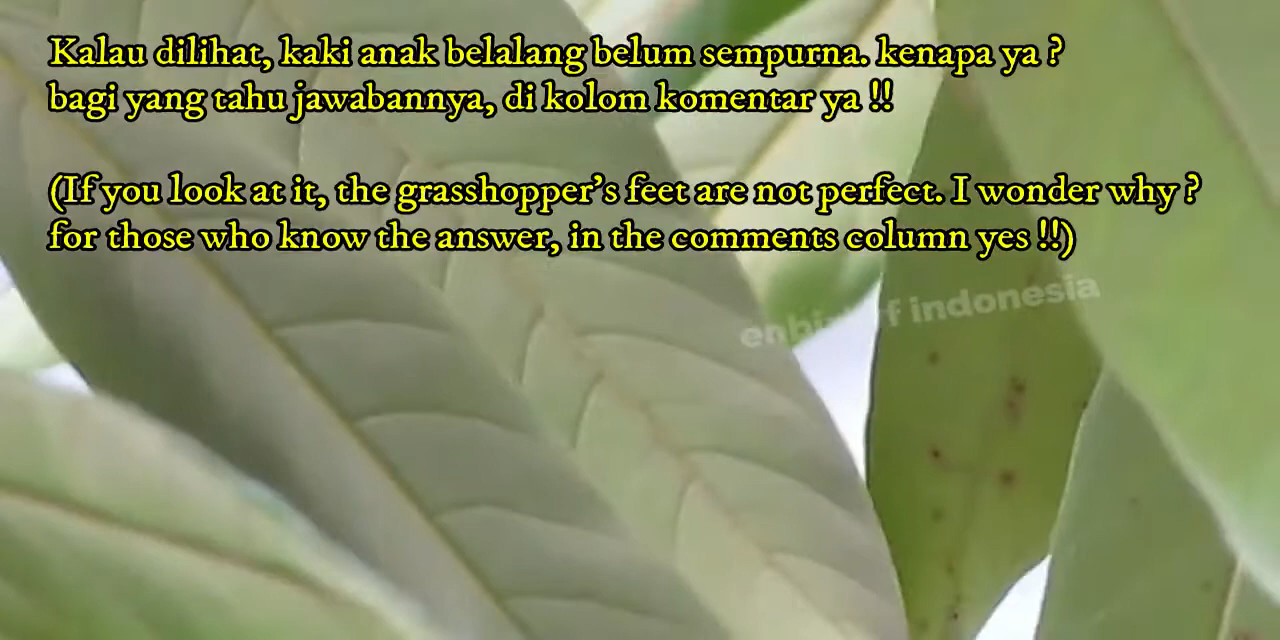 Kalau dilihat, kaki anak belalang belum sempurna. kenapa ya ?
bagi yang tahu jawabannya, di kolom komentar ya !!
(If you look at it, the grasshopper's feet are not perfect. I wonder why ?
for those who know the answer, in the comments column yes !!)
indonesia